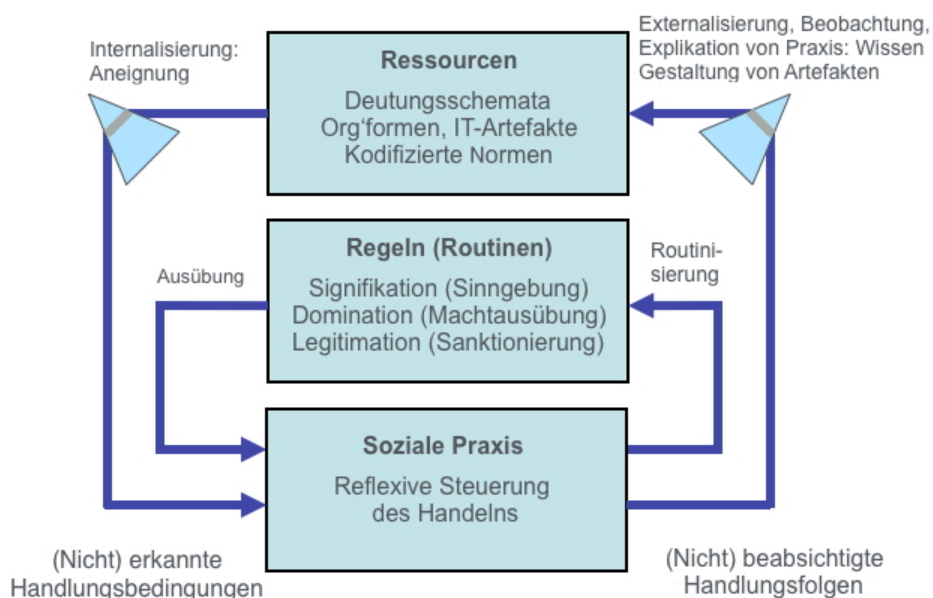 Internalisierung:
Aneignung
Externalisierung, Beobachtung,
Explikation von Praxis: Wissen
Gestaltung von Artefakten
Ressourcen
Deutungsschemata
Org'formen, IT-Artefakte
Kodifizierte Normen
Ausübung
Regeln (Routinen)
Signifikation (Sinngebung)
Domination (Machtausübung)
Legitimation (Sanktionierung)
Routini-
sierung
Soziale Praxis
Reflexive Steuerung
des Handelns
(Nicht) erkannte
Handlungsbedingungen
(Nicht) beabsichtigte
Handlungsfolgen